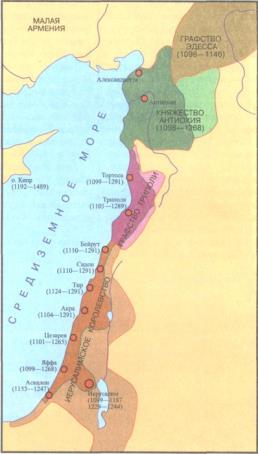 МАЛАЯ
АРМЕНИЯ
ГРАФСТВО
ЭДЕССА
(1098—1146)
Александретта
Антиохия
КНЯЖЕСТВО
АНТИОХИЯ
(1098—1268)
СРЕДИЗЕМНОЕ МОРЕ
о. Кипр
(1192—1489)
Тортоза
(1099—1291)
Триполи
(1105—1289)
ГРАФСТВО ТРИПОЛИ
Бейрут
(1110—1291)
Сидон
(1110—1291)
Тир
(1124—1291)
Акра
(1104—1291)
ИЕРУСАЛИМСКОЕ КОРОЛЕВСТВО
Цезарея
(1101—1265)
Яффа
(1099—1268)
Аскалон
(1153—1247)
Иерусалим
(1099—1187
1229—1244)